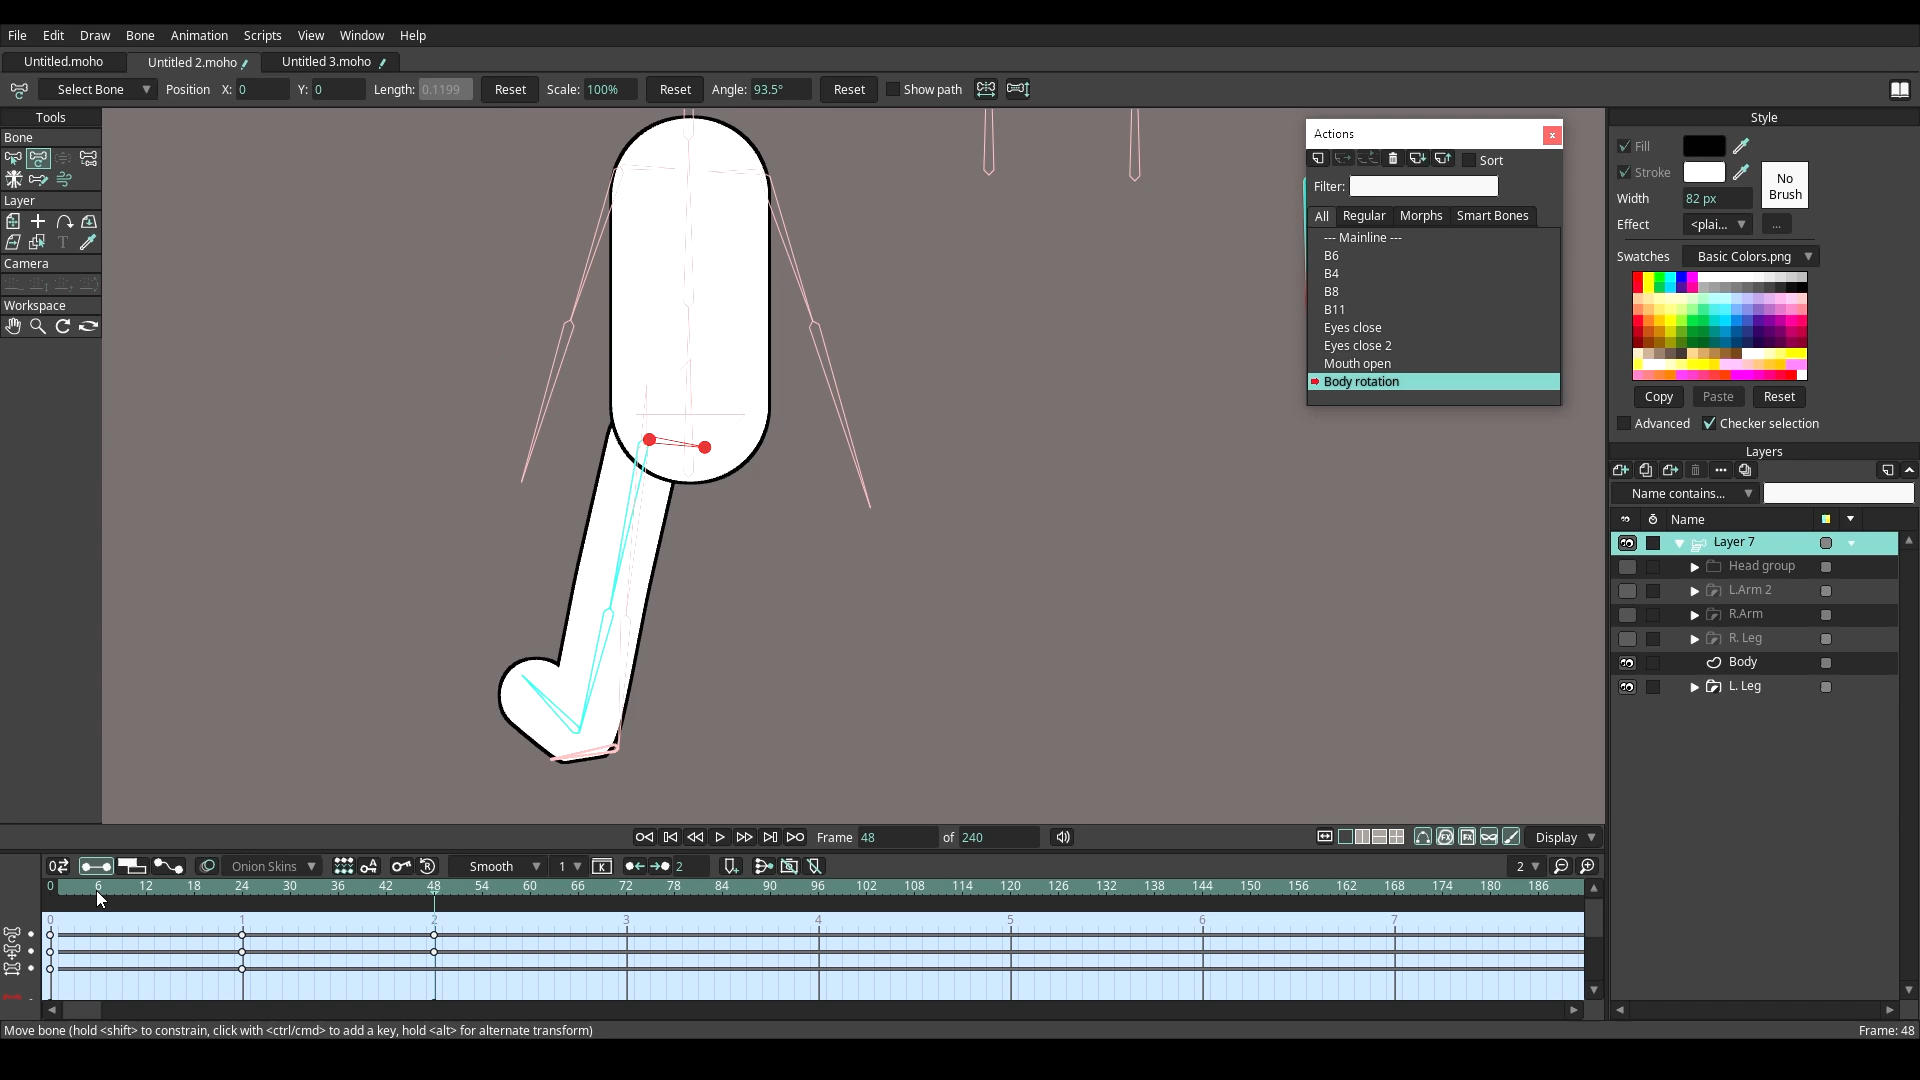 File Edit Draw Bone Animation Scripts View Window Help
Untitled.moho Untitled 2.moho Untitled 3.moho
Select Bone Position X: 0 Y: 0 Length: 0.1199 Reset Scale: 100% Reset Angle: 93.5° Reset Show path
Tools
Bone
Layer
T
Camera
Workspace
Actions
x
Sort
Filter:
All Regular Morphs Smart Bones
--- Mainline ---
B6
B4
B8
B11
Eyes close
Eyes close 2
Mouth open
Body rotation
Style
Fill
Stroke
No
Brush
Width 82 px
Effect <plai... ...
Swatches Basic Colors.png
Copy Paste Reset
Advanced Checker selection
Layers
Name contains...
Name
Layer 7
Head group
L.Arm 2
R.Arm
R. Leg
Body
L. Leg
Frame 48 of 240 Display
Onion Skins Smooth 1 K 2 2
0 6 12 18 24 30 36 42 48 54 60 66 72 78 84 90 96 102 108 114 120 126 132 138 144 150 156 162 168 174 180 186
0 1 2 3 4 5 6 7
Move bone (hold <shift> to constrain, click with <ctrl/cmd> to add a key, hold <alt> for alternate transform) Frame: 48